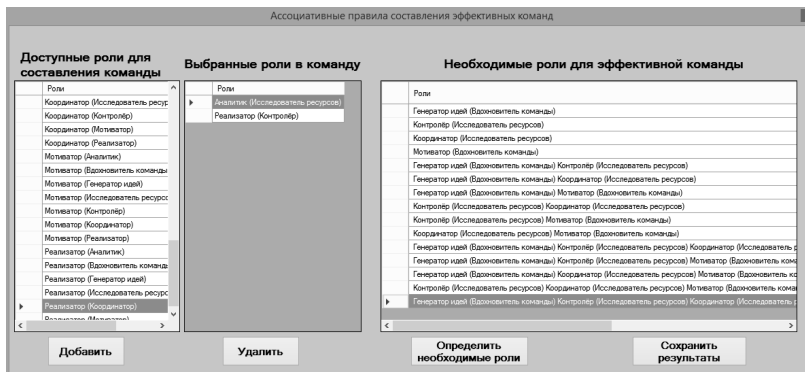 Ассоциативные правила составления эффективных команд
Доступные роли для
составления команды
Роли
Координатор (Исследователь ресур
Координатор (Контролёр)
Координатор (Мотиватор)
Координатор (Реализатор)
Мотиватор (Аналитик)
Мотиватор (Вдохновитель команды
Мотиватор (Генератор идей)
Мотиватор (Исследователь ресурсо
Мотиватор (Контролёр)
Мотиватор (Координатор)
Мотиватор (Реализатор)
Реализатор (Аналитик)
Реализатор (Вдохновитель команды
Реализатор (Генератор идей)
Реализатор (Исследователь ресурс
Реализатор (Координатор)
Реализатор (Мотиватор)
Добавить
Выбранные роли в команду
Роли
Аналитик (Исследователь ресурсов)
Реализатор (Контролёр)
Удалить
Необходимые роли для эффективной команды
Роли
Генератор идей (Вдохновитель команды)
Контролёр (Исследователь ресурсов)
Координатор (Исследователь ресурсов)
Мотиватор (Вдохновитель команды)
Генератор идей (Вдохновитель команды) Контролёр (Исследователь ресурсов)
Генератор идей (Вдохновитель команды) Координатор (Исследователь ресурсов)
Генератор идей (Вдохновитель команды) Мотиватор (Вдохновитель команды)
Контролёр (Исследователь ресурсов) Координатор (Исследователь ресурсов)
Контролёр (Исследователь ресурсов) Мотиватор (Вдохновитель команды)
Координатор (Исследователь ресурсов) Мотиватор (Вдохновитель команды)
Генератор идей (Вдохновитель команды) Контролёр (Исследователь ресурсов) Координатор (Исследователь р
Генератор идей (Вдохновитель команды) Контролёр (Исследователь ресурсов) Мотиватор (Вдохновитель кома
Генератор идей (Вдохновитель команды) Координатор (Исследователь ресурсов) Мотиватор (Вдохновитель ко
Контролёр (Исследователь ресурсов) Координатор (Исследователь ресурсов) Мотиватор (Вдохновитель коман
Генератор идей (Вдохновитель команды) Контролёр (Исследователь ресурсов) Координатор (Исследователь р
Определить
необходимые роли
Сохранить
результаты